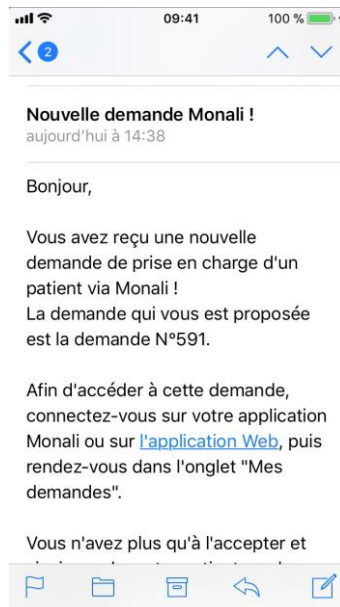 09:41 100 %
2
Nouvelle demande Monali !
aujourd'hui à 14:38
Bonjour,
Vous avez reçu une nouvelle
demande de prise en charge d'un
patient via Monali !
La demande qui vous est proposée
est la demande N°591.
Afin d'accéder à cette demande,
connectez-vous sur votre application
Monali ou sur l'application Web, puis
rendez-vous dans l'onglet "Mes
demandes".
Vous n'avez plus qu'à l'accepter et